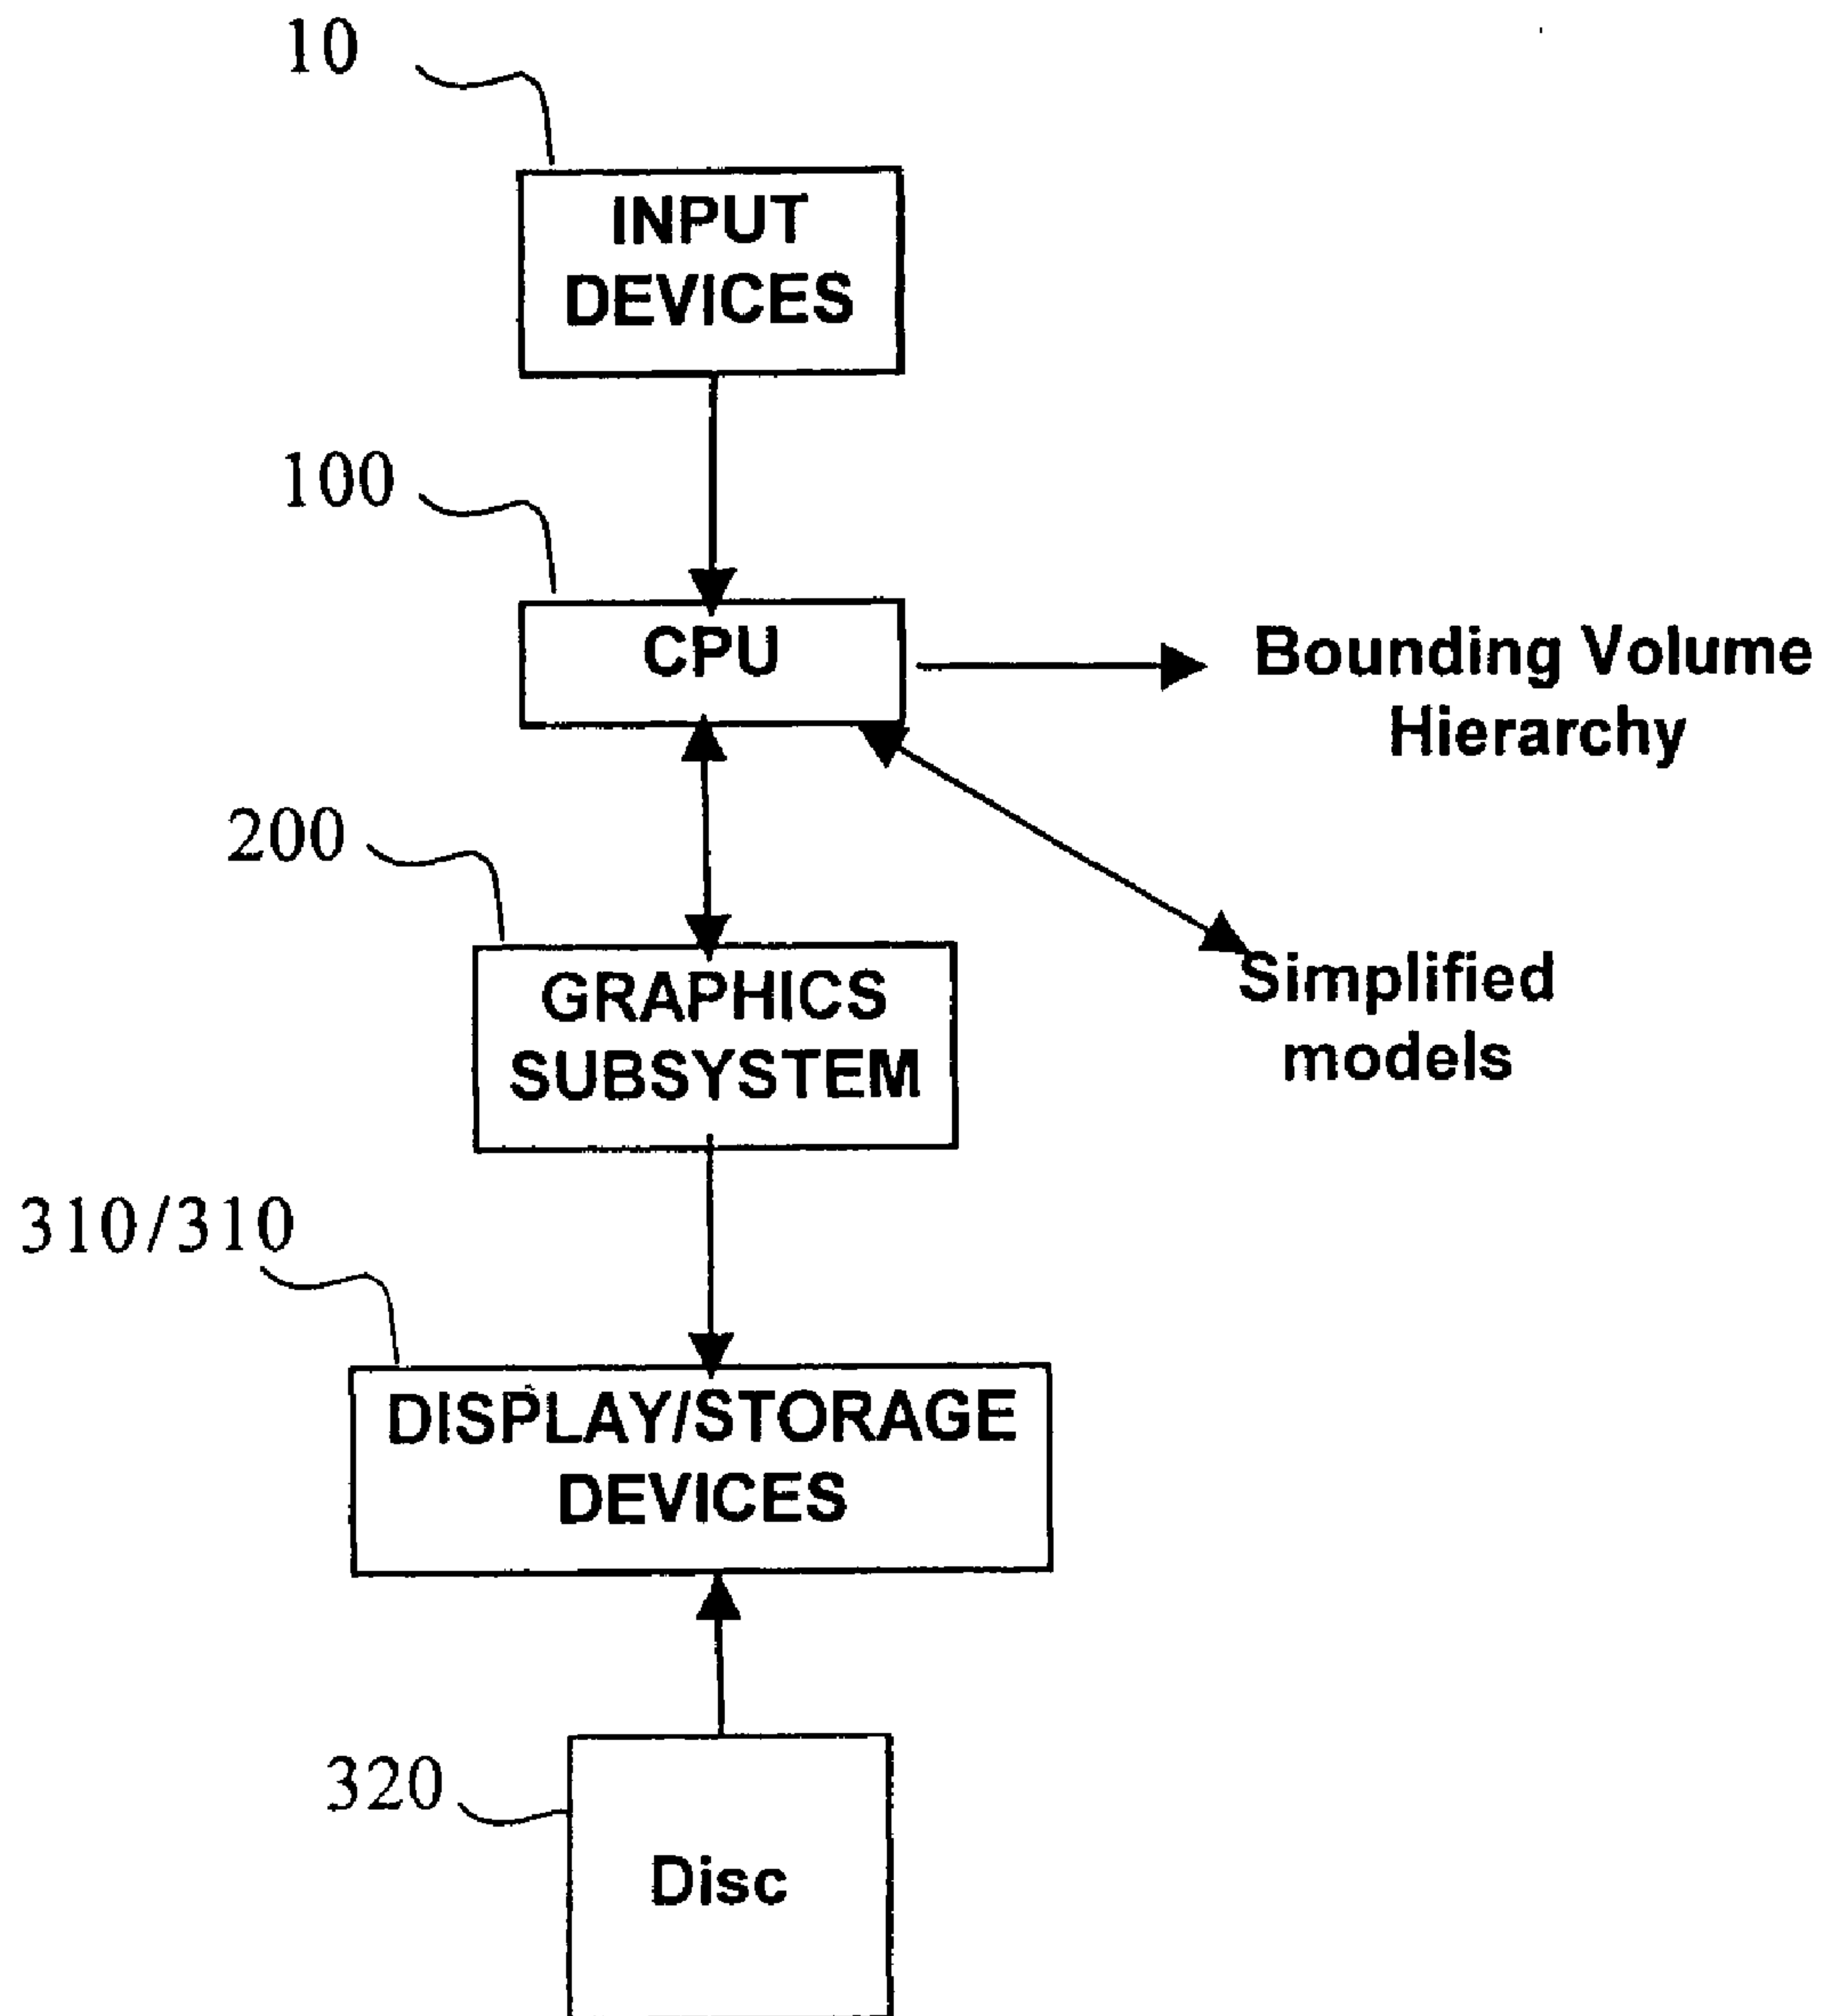 10
INPUT
DEVICES
100
CPU
Bounding Volume
Hierarchy
200
GRAPHICS
SUBSYSTEM
Simplified
models
310/310
DISPLAY/STORAGE
DEVICES
320
Disc